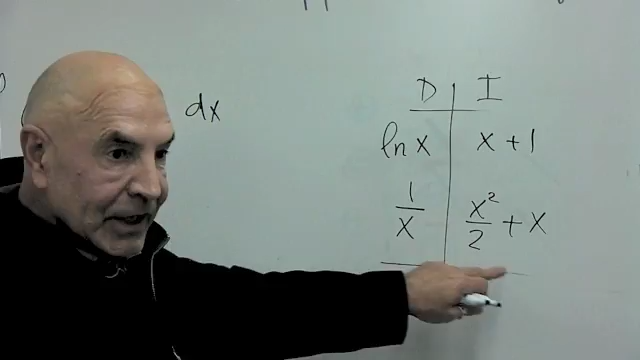 dx
D | I
ln x | x + 1
1/x | x²/2 + x